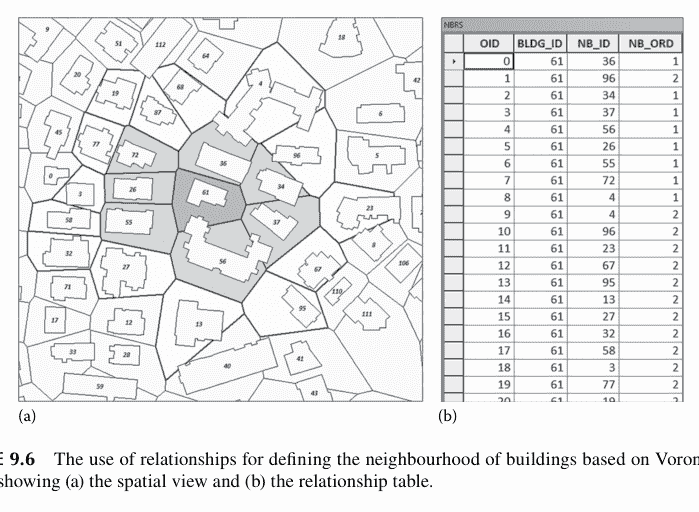 9
51
112
64
18
20
19
68
4
42
87
6
45
77
72
36
96
5
0
3
26
61
34
58
55
37
23
32
27
56
8
67
106
71
110
95
111
17
12
13
33
28
40
41
59
43
(a)
NBRS
OID BLDG_ID NB_ID NB_ORD
0 61 36 1
1 61 96 2
2 61 34 1
3 61 37 1
4 61 56 1
5 61 26 1
6 61 55 1
7 61 72 1
8 61 4 1
9 61 4 2
10 61 96 2
11 61 23 2
12 61 67 2
13 61 95 2
14 61 13 2
15 61 27 2
16 61 32 2
17 61 58 2
18 61 3 2
19 61 77 2
20 61 19 2
(b)
E 9.6 The use of relationships for defining the neighbourhood of buildings based on Voron
showing (a) the spatial view and (b) the relationship table.